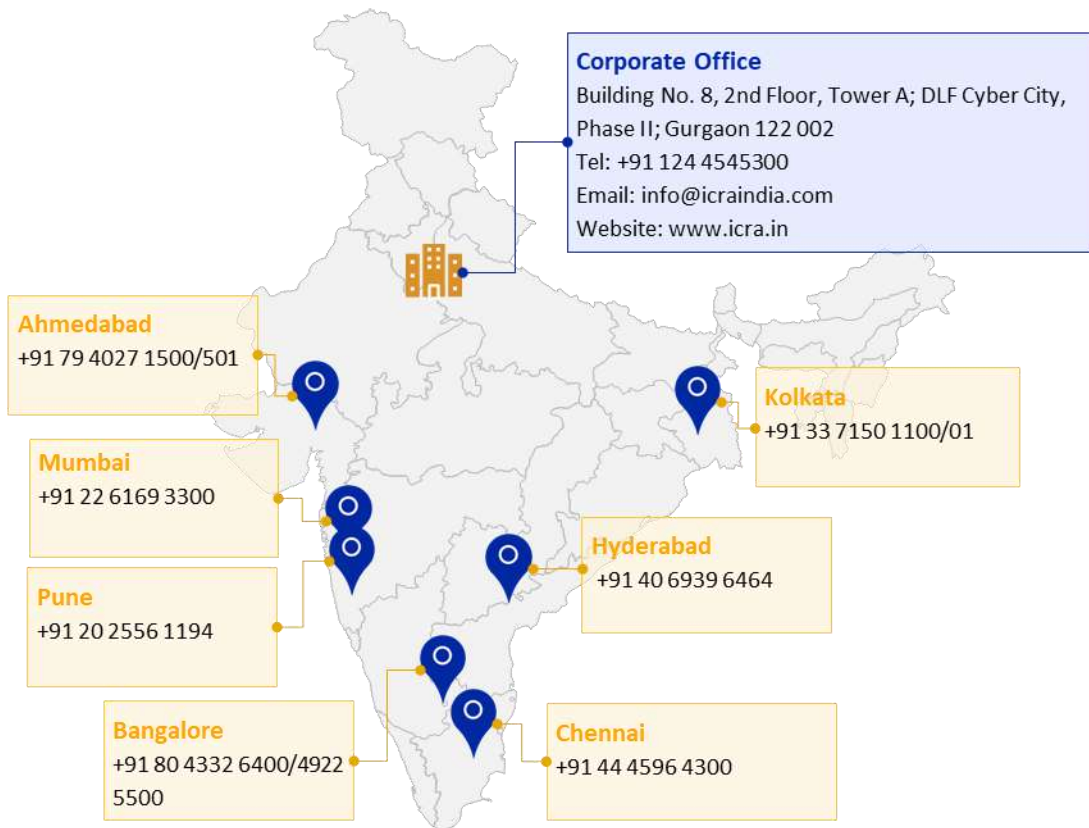 Corporate Office
Building No. 8, 2nd Floor, Tower A; DLF Cyber City,
Phase II; Gurgaon 122 002
Tel: +91 124 4545300
Email: info@icraindia.com
Website: www.icra.in
Ahmedabad
+91 79 4027 1500/501
Kolkata
+91 33 7150 1100/01
Mumbai
+91 22 6169 3300
Hyderabad
+91 40 6939 6464
Pune
+91 20 2556 1194
Bangalore
+91 80 4332 6400/4922
5500
Chennai
+91 44 4596 4300